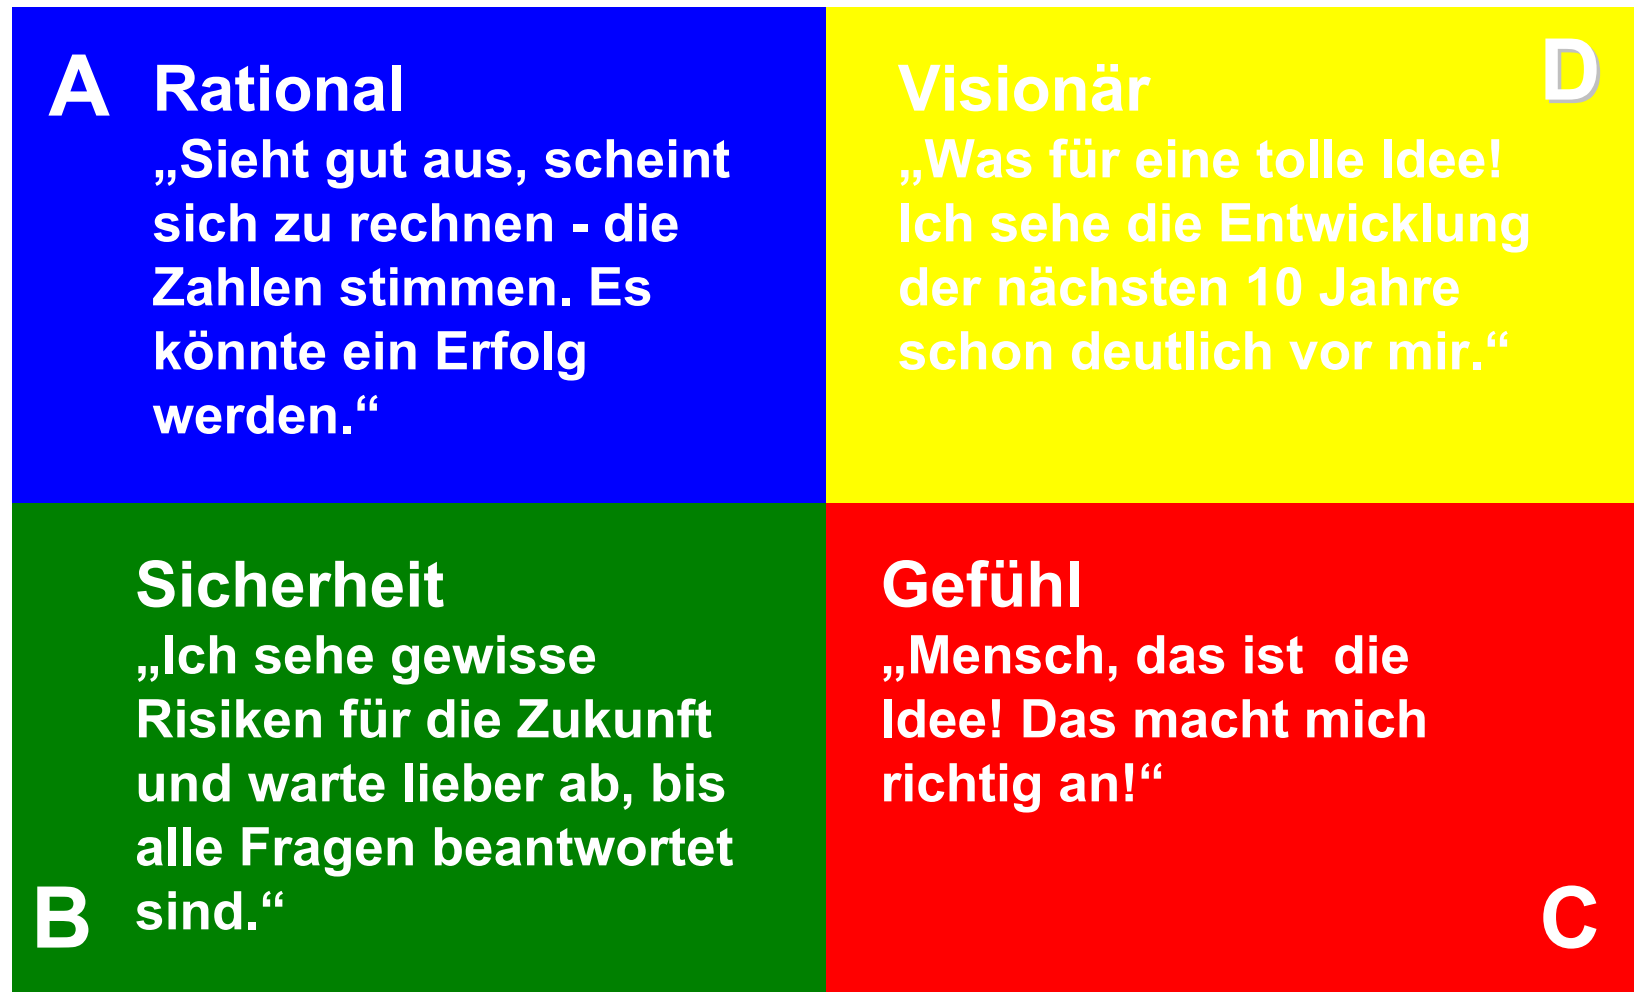 A
Rational
„Sieht gut aus, scheint
sich zu rechnen - die
Zahlen stimmen. Es
könnte ein Erfolg
werden.“
D
Visionär
„Was für eine tolle Idee!
Ich sehe die Entwicklung
der nächsten 10 Jahre
schon deutlich vor mir.“
B
Sicherheit
„Ich sehe gewisse
Risiken für die Zukunft
und warte lieber ab, bis
alle Fragen beantwortet
sind.“
C
Gefühl
„Mensch, das ist  die
Idee! Das macht mich
richtig an!“